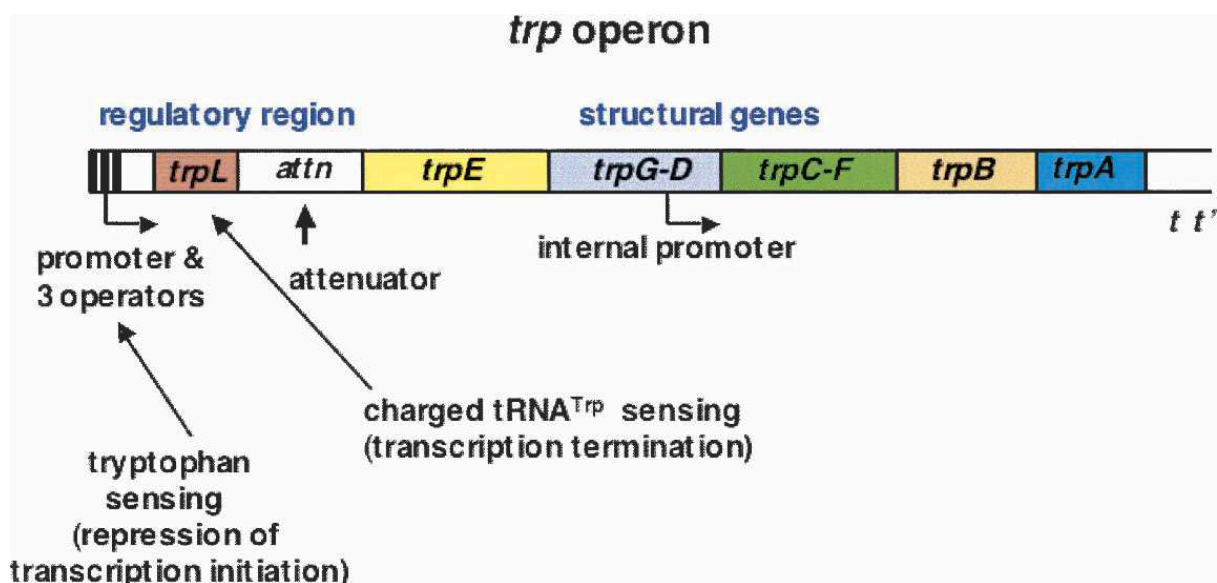 trp operon
regulatory region
structural genes
trpL
attn
trpE
trpG-D
trpC-F
trpB
trpA
t t'
promoter &
3 operators
attenuator
internal promoter
charged tRNATrp sensing
(transcription termination)
tryptophan
sensing
(repression of
transcription initiation)